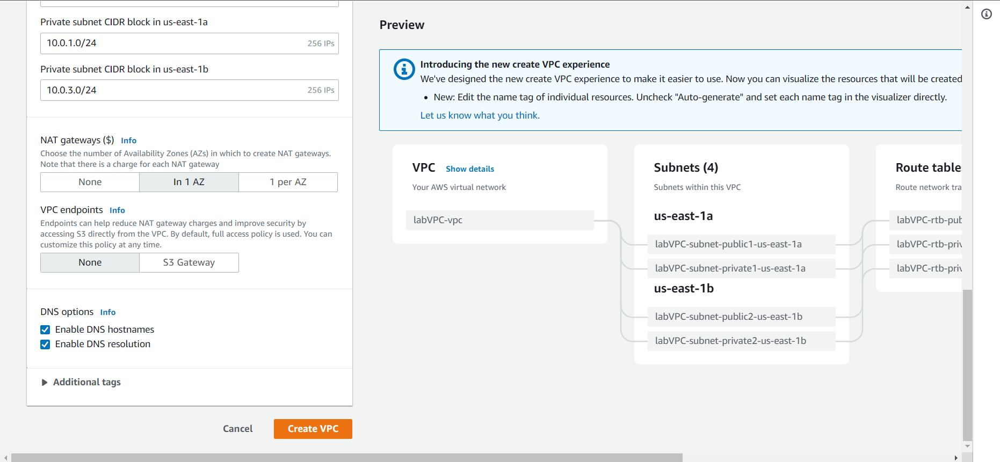 Private subnet CIDR block in us-east-1a
10.0.1.0/24 256 IPs
Private subnet CIDR block in us-east-1b
10.0.3.0/24 256 IPs
NAT gateways ($) Info
Choose the number of Availability Zones (AZs) in which to create NAT gateways.
Note that there is a charge for each NAT gateway
None In 1 AZ 1 per AZ
VPC endpoints Info
Endpoints can help reduce NAT gateway charges and improve security by
accessing S3 directly from the VPC. By default, full access policy is used. You can
customize this policy at any time.
None S3 Gateway
DNS options Info
Enable DNS hostnames
Enable DNS resolution
Additional tags
Cancel Create VPC
Preview
Introducing the new create VPC experience
We've designed the new create VPC experience to make it easier to use. Now you can visualize the resources that will be created
• New: Edit the name tag of individual resources. Uncheck "Auto-generate" and set each name tag in the visualizer directly.
Let us know what you think.
VPC Show details
Your AWS virtual network
labVPC-vpc
Subnets (4)
Subnets within this VPC
us-east-1a
labVPC-subnet-public1-us-east-1a
labVPC-subnet-private1-us-east-1a
us-east-1b
labVPC-subnet-public2-us-east-1b
labVPC-subnet-private2-us-east-1b
Route table
Route network tra
labVPC-rtb-pub
labVPC-rtb-priv
labVPC-rtb-priv